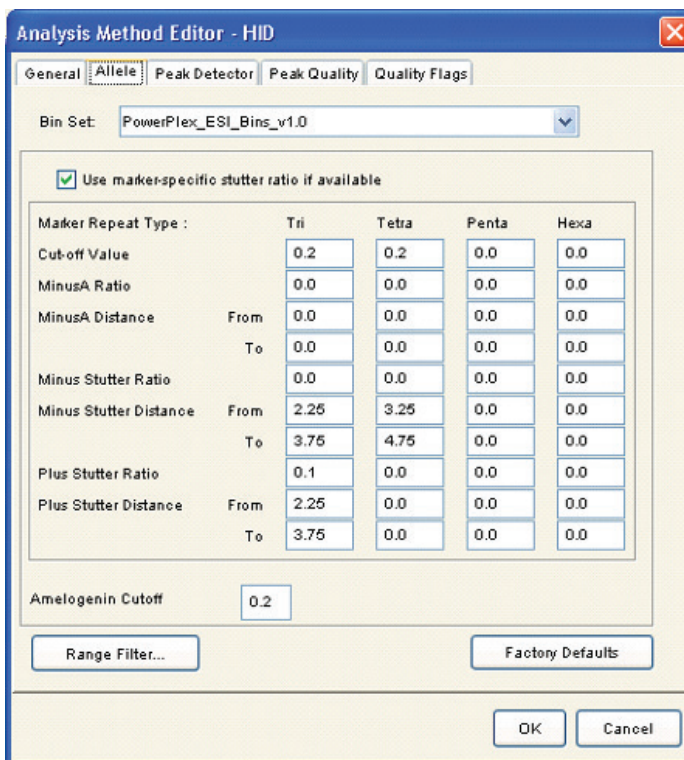 Analysis Method Editor - HID
General Allele Peak Detector Peak Quality Quality Flags
Bin Set: PowerPlex_ESI_Bins_v1.0
Use marker-specific stutter ratio if available
Marker Repeat Type : Tri Tetra Penta Hexa
Cut-off Value 0.2 0.2 0.0 0.0
MinusA Ratio 0.0 0.0 0.0 0.0
MinusA Distance From 0.0 0.0 0.0 0.0
To 0.0 0.0 0.0 0.0
Minus Stutter Ratio 0.0 0.0 0.0 0.0
Minus Stutter Distance From 2.25 3.25 0.0 0.0
To 3.75 4.75 0.0 0.0
Plus Stutter Ratio 0.1 0.0 0.0 0.0
Plus Stutter Distance From 2.25 0.0 0.0 0.0
To 3.75 0.0 0.0 0.0
Amelogenin Cutoff 0.2
Range Filter... Factory Defaults
OK Cancel